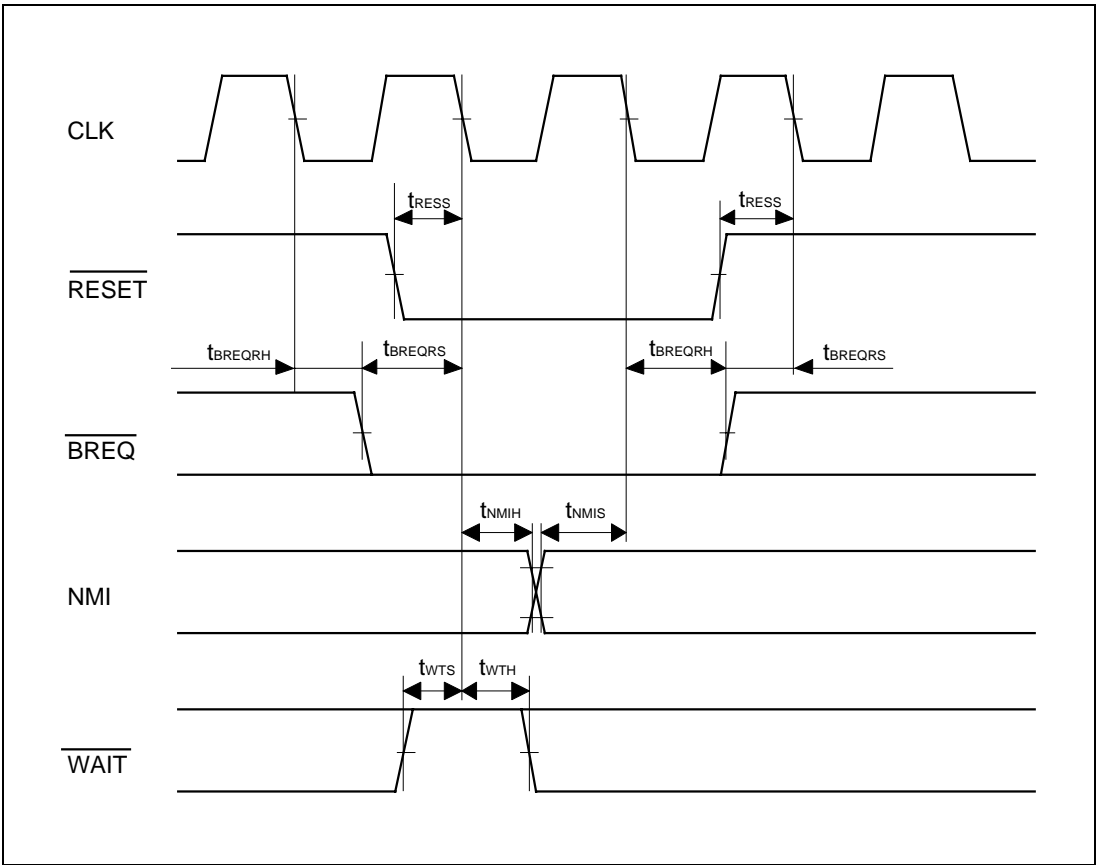 CLK
tRESS tRESS
RESET
tBREQRH tBREQRS tBREQRH tBREQRS
BREQ
tNMIH tNMIS
NMI
tWTS tWTH
WAIT